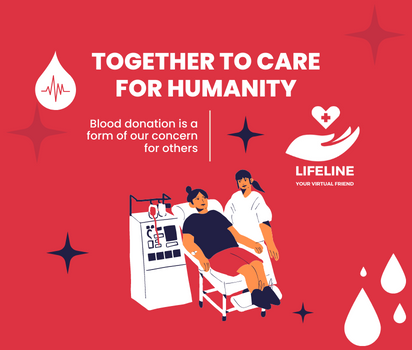 TOGETHER TO CARE
FOR HUMANITY
Blood donation is a
form of our concern
for others
LIFELINE
YOUR VIRTUAL FRIEND